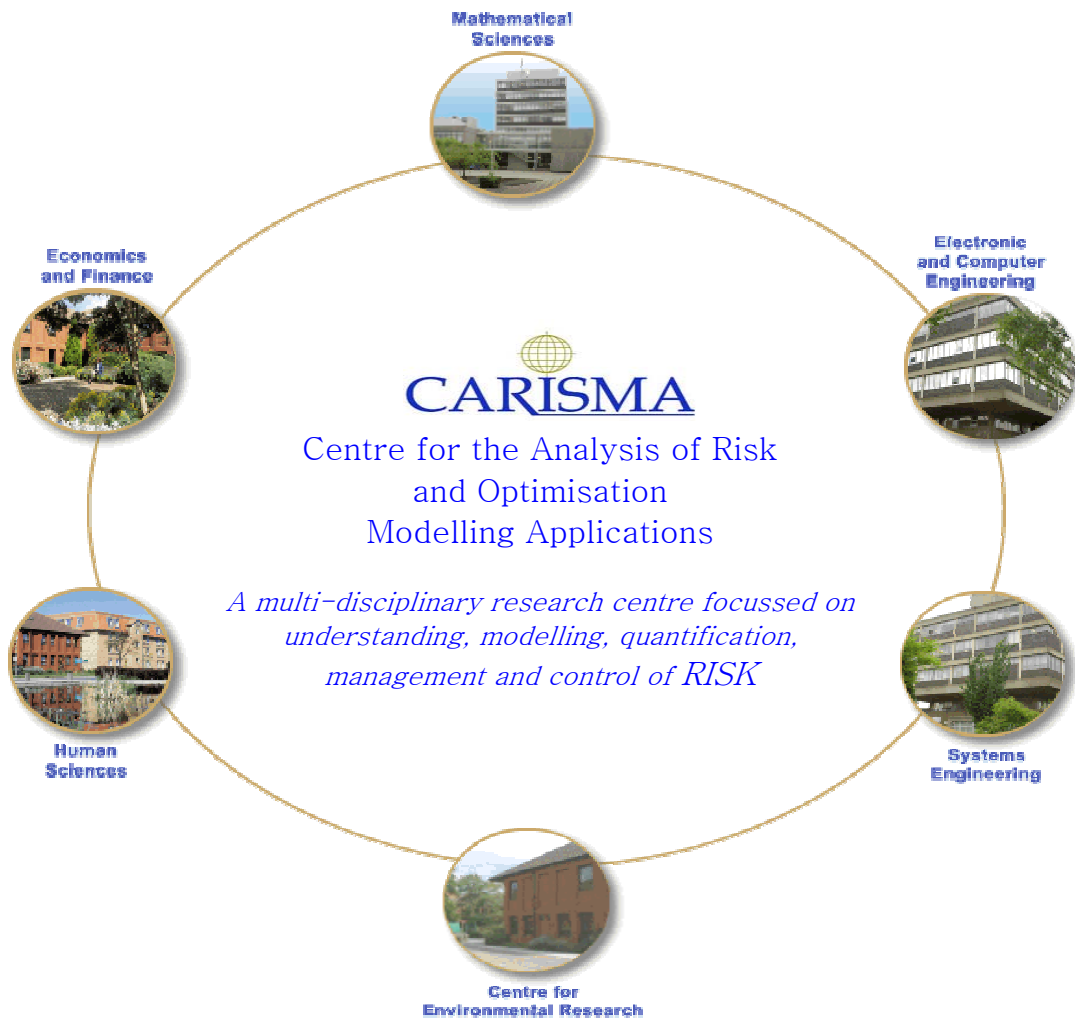 Mathematical
Sciences
Economics
and Finance
Electronic
and Computer
Engineering
CARISMA
Centre for the Analysis of Risk
and Optimisation
Modelling Applications
A multi-disciplinary research centre focussed on
understanding, modelling, quantification,
management and control of RISK
Human
Sciences
Systems
Engineering
Centre for
Environmental Research